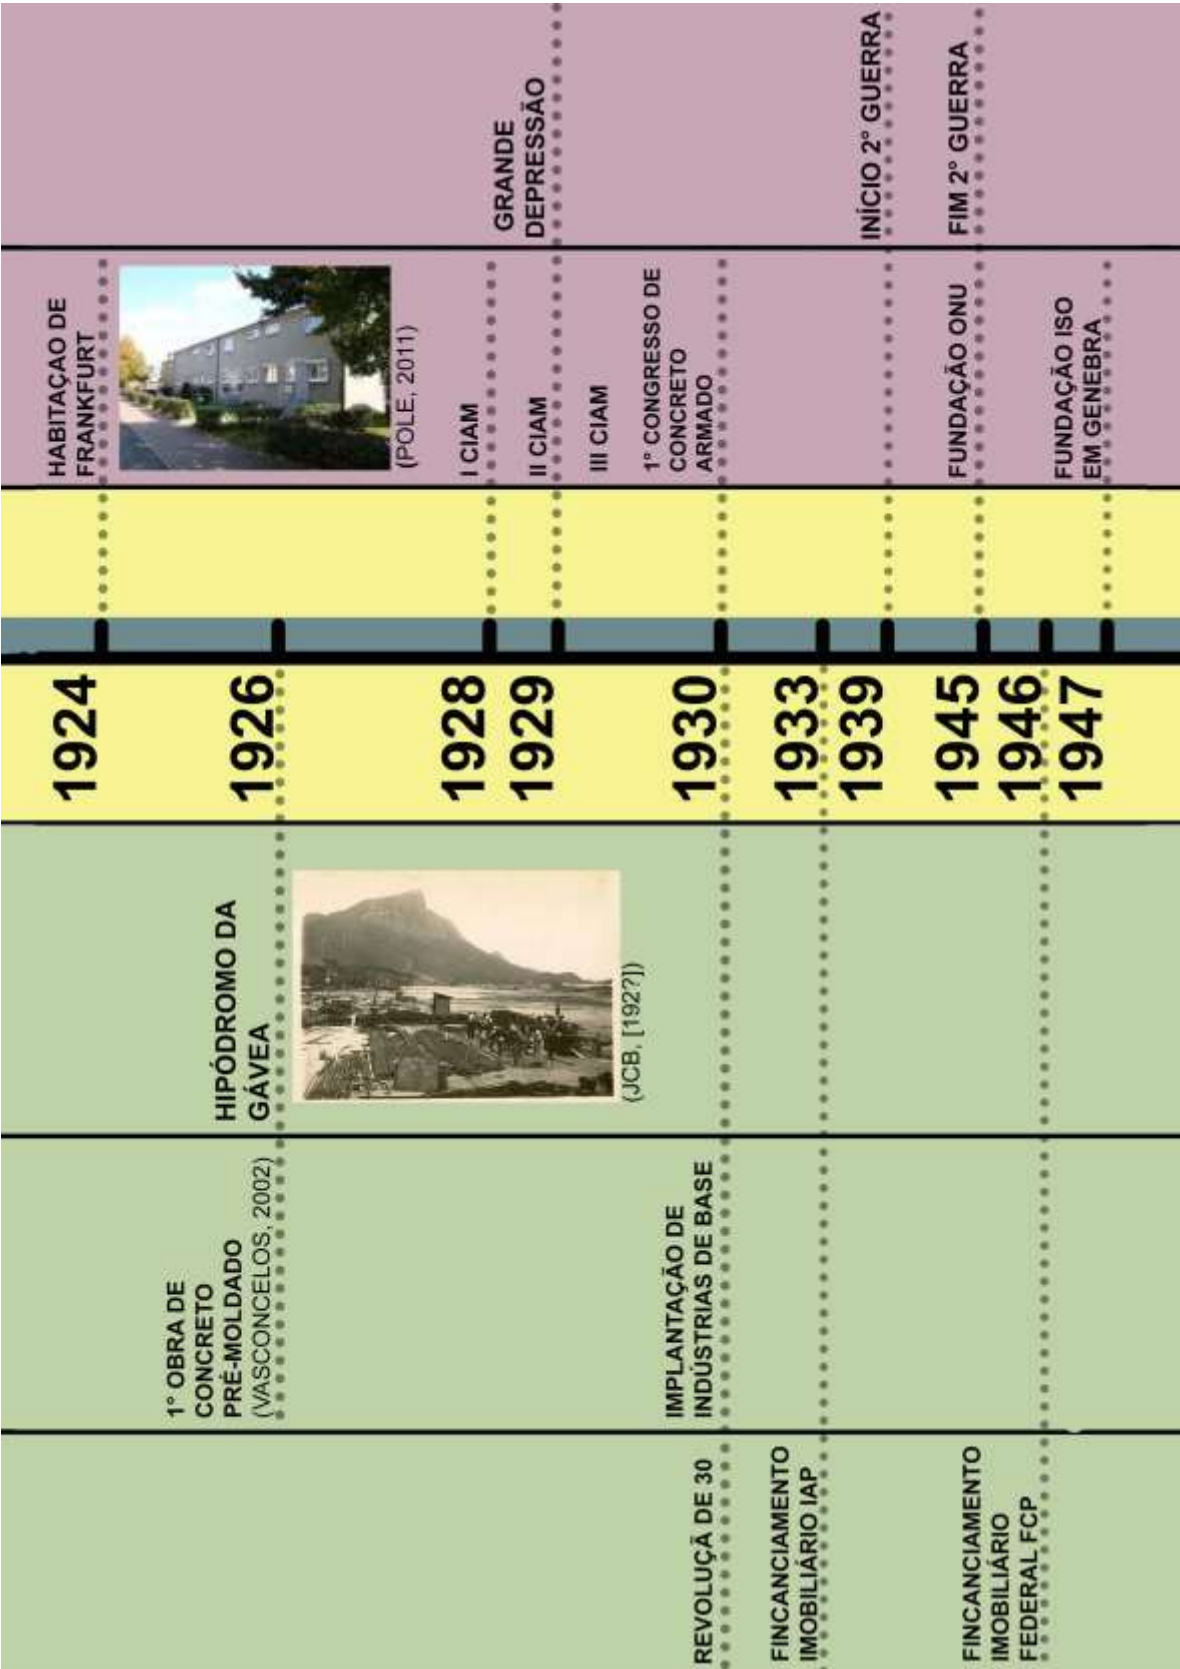 1924
HABITAÇAO DE
FRANKFURT
(POLE, 2011)
1° OBRA DE
CONCRETO
PRÉ-MOLDADO
(VASCONCELOS, 2002)
HIPÓDROMO DA
GÁVEA
(JCB, [192?])
1926
1928
I CIAM
1929
II CIAM
GRANDE
DEPRESSÃO
III CIAM
REVOLUÇÃ DE 30
IMPLANTAÇÃO DE
INDÚSTRIAS DE BASE
1930
1° CONGRESSO DE
CONCRETO
ARMADO
FINCANCIAMENTO
IMOBILIÁRIO IAP
1933
1939
INÍCIO 2° GUERRA
1945
FUNDAÇÃO ONU
FIM 2° GUERRA
FINCANCIAMENTO
IMOBILIÁRIO
FEDERAL FCP
1946
1947
FUNDAÇÃO ISO
EM GENEBRA